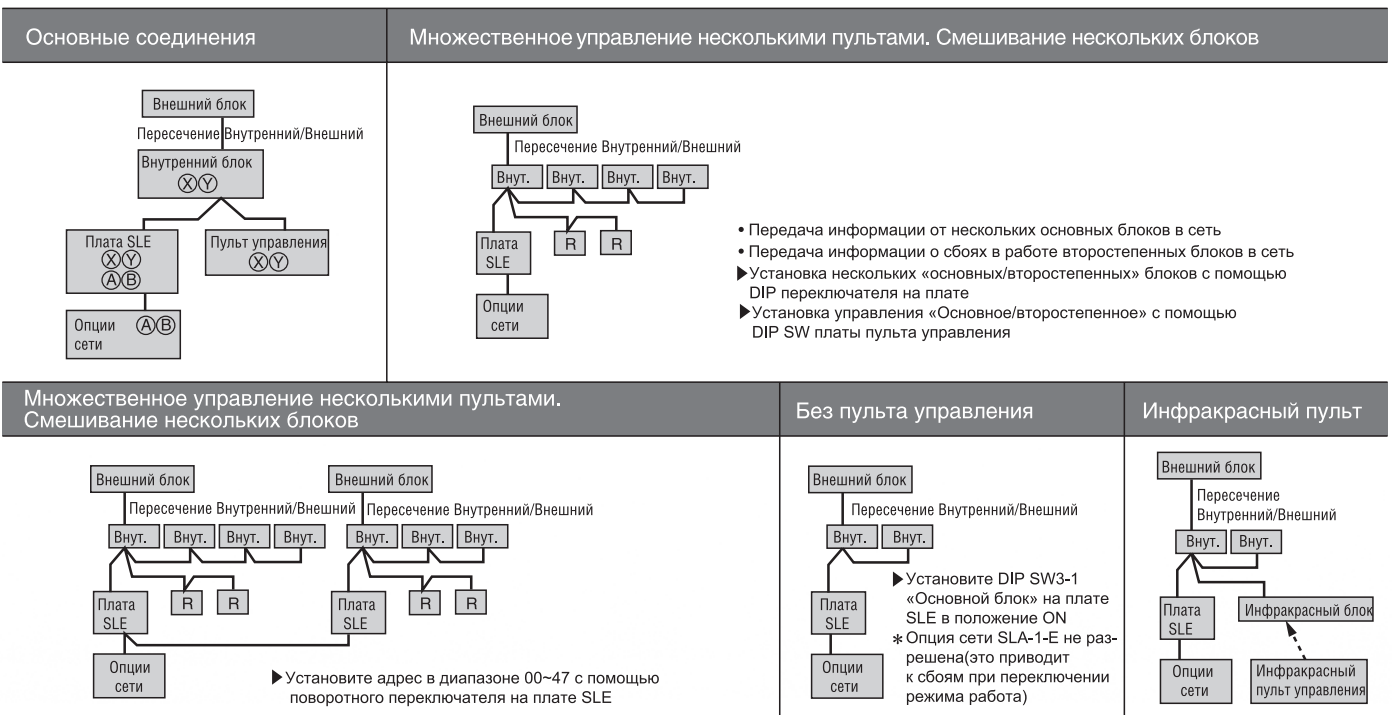 Основные соединения
Внешний блок
Пересечение Внутренний/Внешний
Внутренний блок
X Y
Плата SLE
X Y
A B
Пульт управления
X Y
Опции A B
сети
Множественное управление несколькими пультами. Смешивание нескольких блоков
Внешний блок
Пересечение Внутренний/Внешний
Внут. Внут. Внут. Внут.
Плата
SLE
R R
Опции
сети
• Передача информации от нескольких основных блоков в сеть
• Передача информации о сбоях в работе второстепенных блоков в сеть
▶Установка нескольких «основных/второстепенных» блоков с помощью
DIP переключателя на плате
▶Установка управления «Основное/второстепенное» с помощью
DIP SW платы пульта управления
Множественное управление несколькими пультами.
Смешивание нескольких блоков
Внешний блок
Пересечение Внутренний/Внешний
Внут. Внут. Внут. Внут.
Плата
SLE
R R
Опции
сети
Внешний блок
Пересечение Внутренний/Внешний
Внут. Внут. Внут.
Плата
SLE
R R
▶Установите адрес в диапазоне 00~47 с помощью
поворотного переключателя на плате SLE
Без пульта управления
Внешний блок
Пересечение Внутренний/Внешний
Внут. Внут.
Плата
SLE
Опции
сети
▶Установите DIP SW3-1
«Основной блок» на плате
SLE в положение ON
*Опция сети SLA-1-E не раз-
решена(это приводит
к сбоям при переключении
режима работа)
Инфракрасный пульт
Внешний блок
Пересечение
Внутренний/Внешний
Внут. Внут.
Плата
SLE
Инфракрасный блок
Опции
сети
Инфракрасный
пульт управления